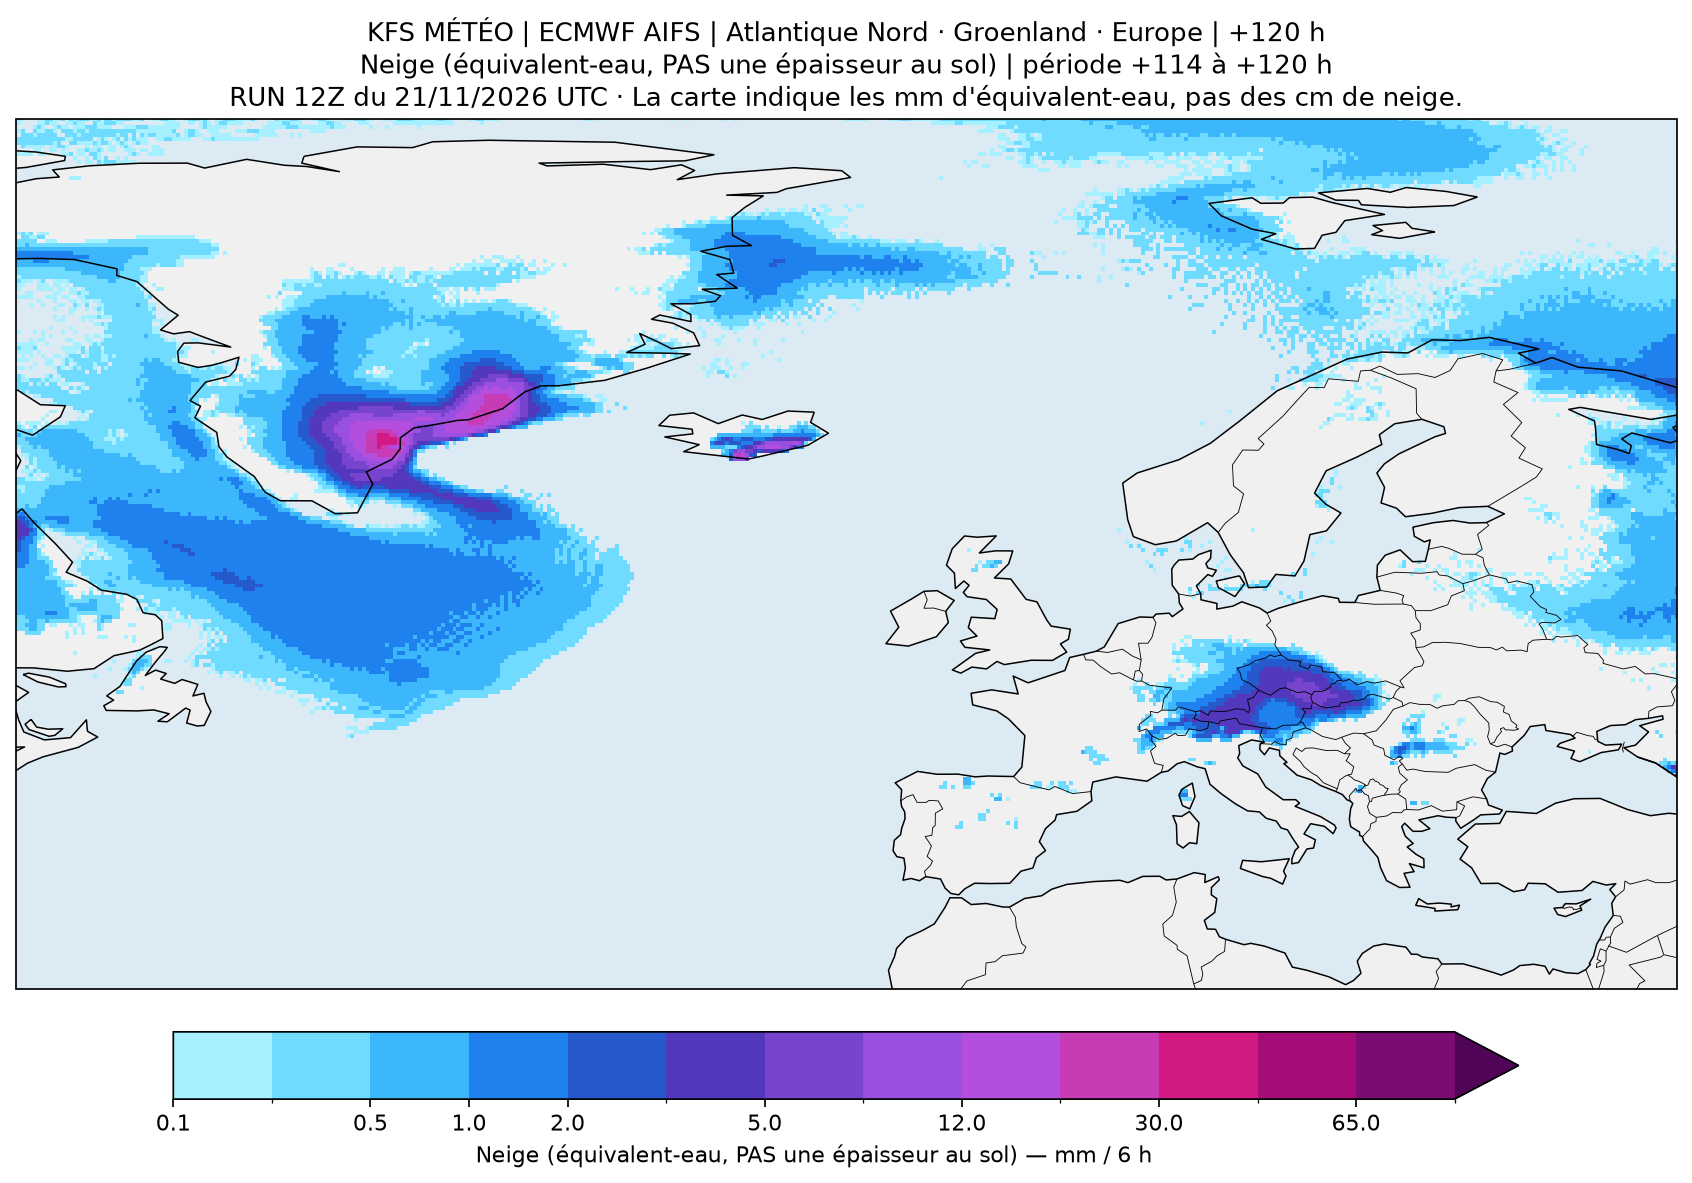 KFS MÉTÉO | ECMWF AIFS | Atlantique Nord · Groenland · Europe | +120 h
Neige (équivalent-eau, PAS une épaisseur au sol) | période +114 à +120 h
RUN 12Z du 21/11/2026 UTC · La carte indique les mm d'équivalent-eau, pas des cm de neige.
0.1 0.5 1.0 2.0 5.0 12.0 30.0 65.0
Neige (équivalent-eau, PAS une épaisseur au sol) — mm / 6 h